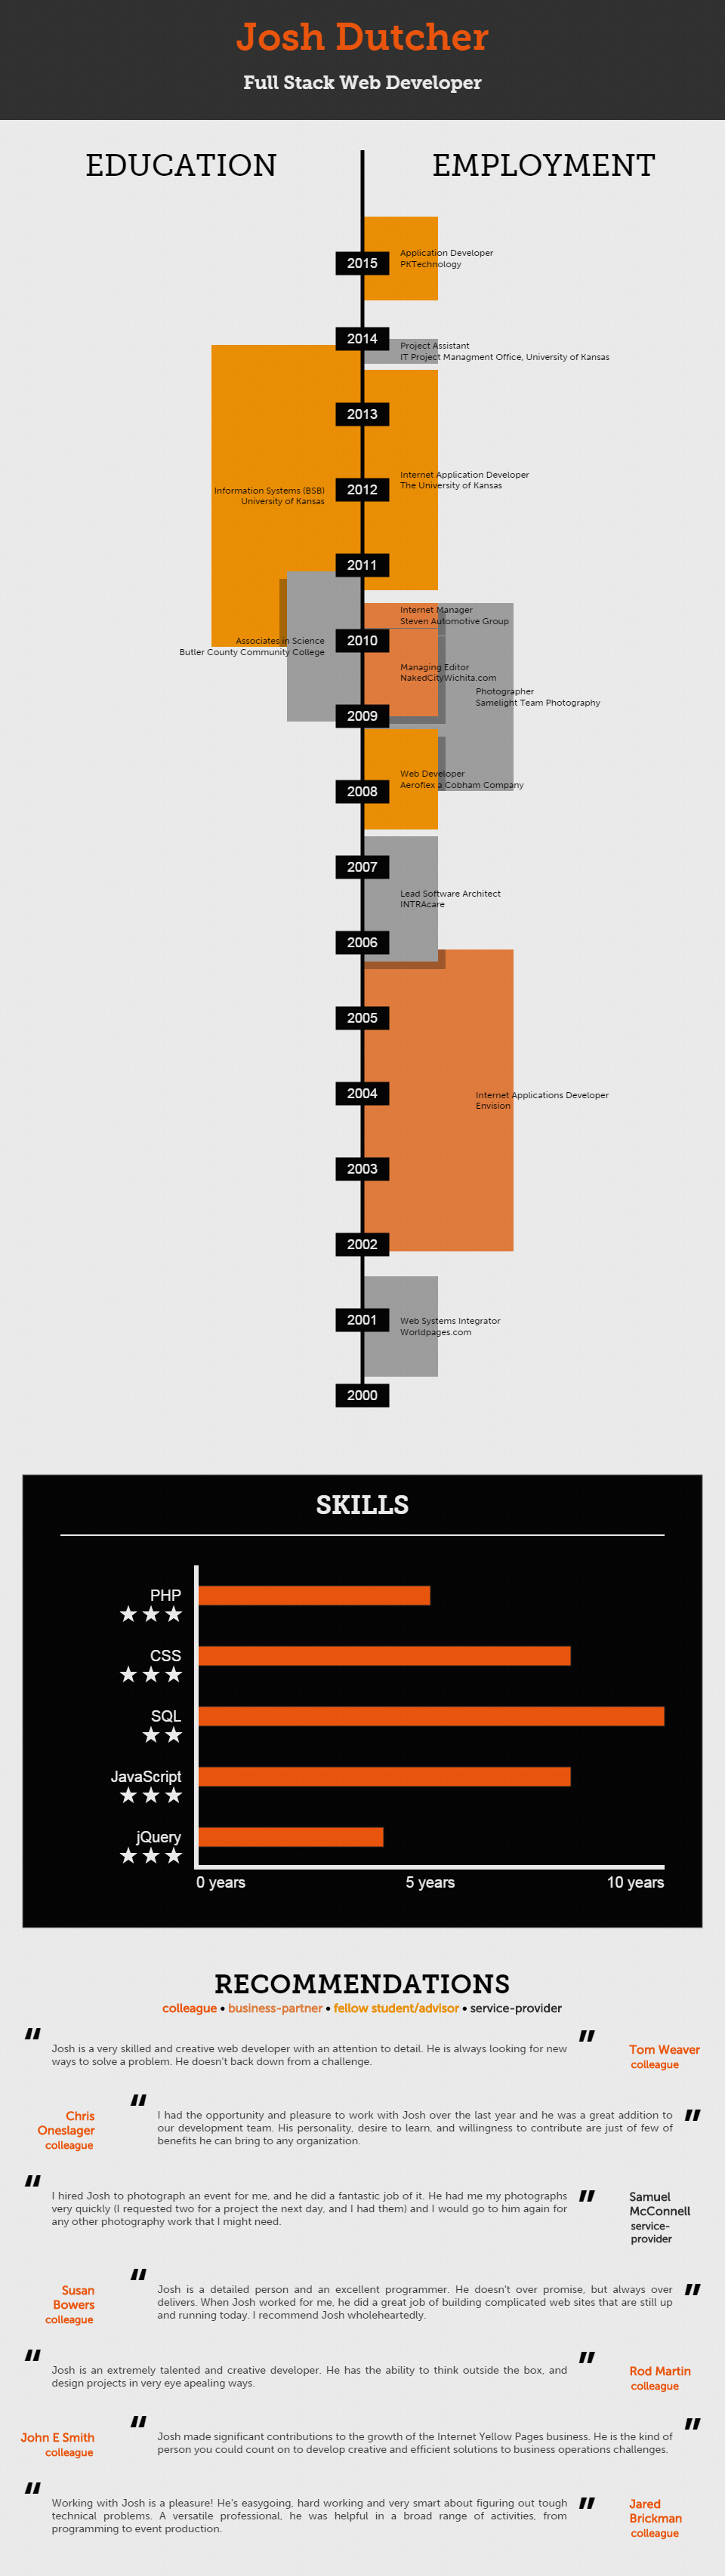 Josh Dutcher
Full Stack Web Developer
EDUCATION
EMPLOYMENT
2015
Application Developer
PKTechnology
2014
Project Assistant
IT Project Managment Office, University of Kansas
2013
Internet Application Developer
The University of Kansas
2012
Information Systems (BSB)
University of Kansas
2011
Internet Manager
Steven Automotive Group
2010
Associates in Science
Butler County Community College
Managing Editor
NakedCityWichita.com
Photographer
Samelight Team Photography
2009
Web Developer
Aeroflex a Cobham Company
2008
2007
Lead Software Architect
INTRAcare
2006
2005
2004
Internet Applications Developer
Envision
2003
2002
2001
Web Systems Integrator
Worldpages.com
2000
SKILLS
PHP
★ ★ ★
CSS
★ ★ ★
SQL
★ ★
JavaScript
★ ★ ★
jQuery
★ ★ ★
0 years 5 years 10 years
RECOMMENDATIONS
colleague • business-partner • fellow student/advisor • service-provider
"Josh is a very skilled and creative web developer with an attention to detail. He is always looking for new
ways to solve a problem. He doesn't back down from a challenge."
Tom Weaver
colleague
Chris
Oneslager
colleague
"I had the opportunity and pleasure to work with Josh over the last year and he was a great addition to
our development team. His personality, desire to learn, and willingness to contribute are just of few of
benefits he can bring to any organization."
"I hired Josh to photograph an event for me, and he did a fantastic job of it. He had me my photographs
very quickly (I requested two for a project the next day, and I had them) and I would go to him again for
any other photography work that I might need."
Samuel
McConnell
service-
provider
Susan
Bowers
colleague
"Josh is a detailed person and an excellent programmer. He doesn't over promise, but always over
delivers. When Josh worked for me, he did a great job of building complicated web sites that are still up
and running today. I recommend Josh wholeheartedly."
"Josh is an extremely talented and creative developer. He has the ability to think outside the box, and
design projects in very eye apealing ways."
Rod Martin
colleague
John E Smith
colleague
"Josh made significant contributions to the growth of the Internet Yellow Pages business. He is the kind of
person you could count on to develop creative and efficient solutions to business operations challenges."
"Working with Josh is a pleasure! He's easygoing, hard working and very smart about figuring out tough
technical problems. A versatile professional, he was helpful in a broad range of activities, from
programming to event production."
Jared
Brickman
colleague